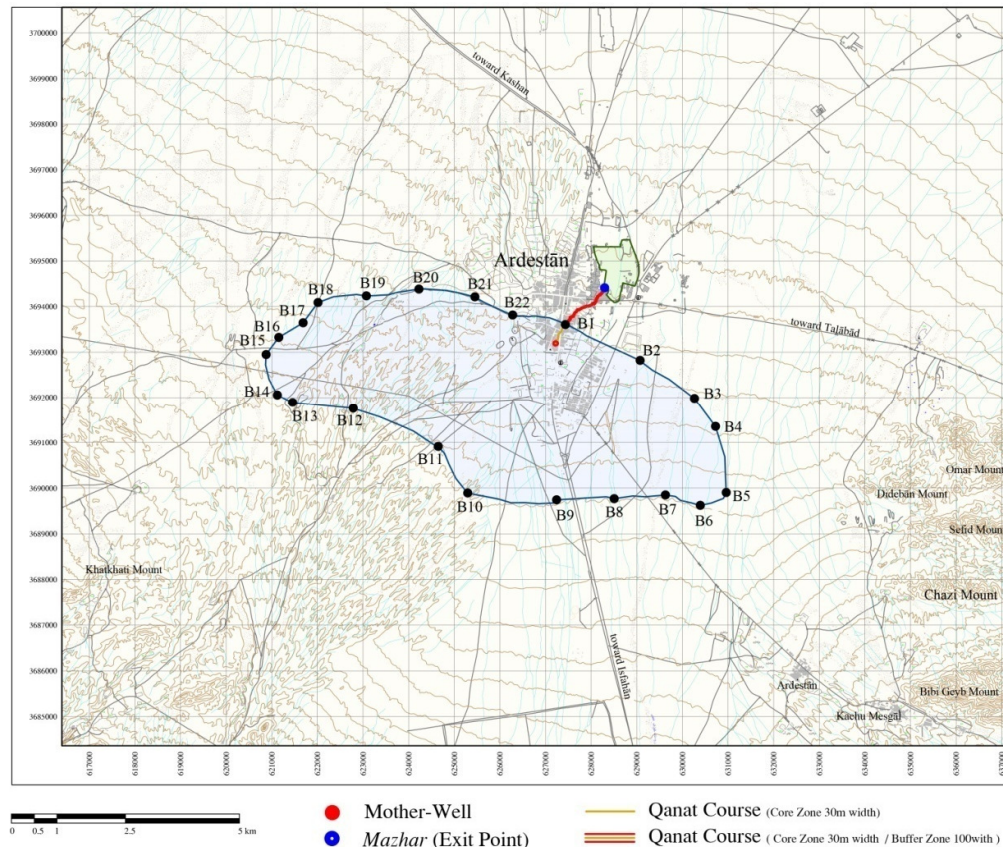 3700000
3699000
3698000
3697000
3696000
3695000
3694000
3693000
3692000
3691000
3690000
3689000
3688000
3687000
3686000
3685000
toward Kashan
Ardestān
toward Talābād
B20
B19
B21
B18
B17
B22
B16
B1
B15
B2
B14
B13
B12
B3
B4
B11
B10
B9
B8
B7
B6
B5
Omar Mount
Didebān Mount
Sefid Mount
Khatkhati Mount
Chazi Mount
toward Isfahān
Ardestān
Bibi Geyb Mount
Kachu Mesgāl
617000
618000
619000
620000
621000
622000
623000
624000
625000
626000
627000
628000
629000
630000
631000
632000
633000
634000
635000
636000
0 0.5 1 2.5 5 km
Mother-Well
Mazhar (Exit Point)
Qanat Course (Core Zone 30m width)
Qanat Course ( Core Zone 30m width / Buffer Zone 100with )